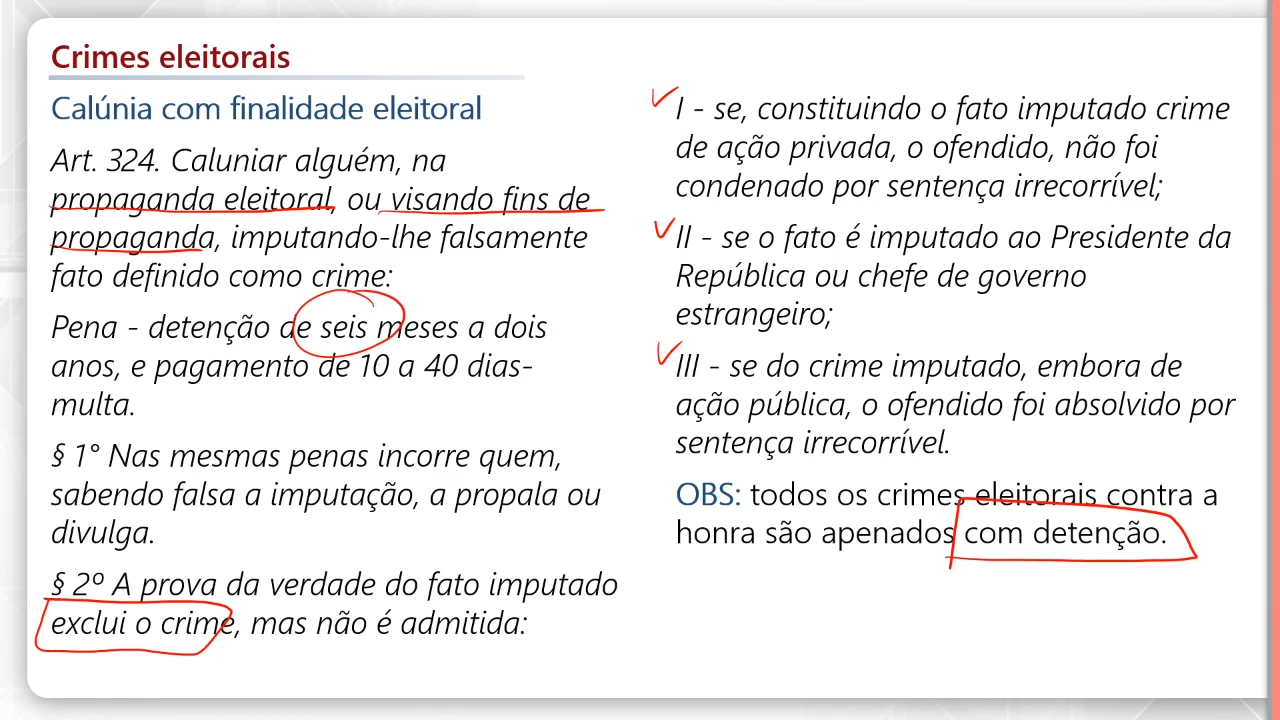 Crimes eleitorais
Calúnia com finalidade eleitoral
Art. 324. Caluniar alguém, na
propaganda eleitoral, ou visando fins de
propaganda, imputando-lhe falsamente
fato definido como crime:
Pena - detenção de seis meses a dois
anos, e pagamento de 10 a 40 dias-
multa.
§ 1° Nas mesmas penas incorre quem,
sabendo falsa a imputação, a propala ou
divulga.
§ 2º A prova da verdade do fato imputado
exclui o crime, mas não é admitida:
I - se, constituindo o fato imputado crime
de ação privada, o ofendido, não foi
condenado por sentença irrecorrível;
II - se o fato é imputado ao Presidente da
República ou chefe de governo
estrangeiro;
III - se do crime imputado, embora de
ação pública, o ofendido foi absolvido por
sentença irrecorrível.
OBS: todos os crimes eleitorais contra a
honra são apenados com detenção.